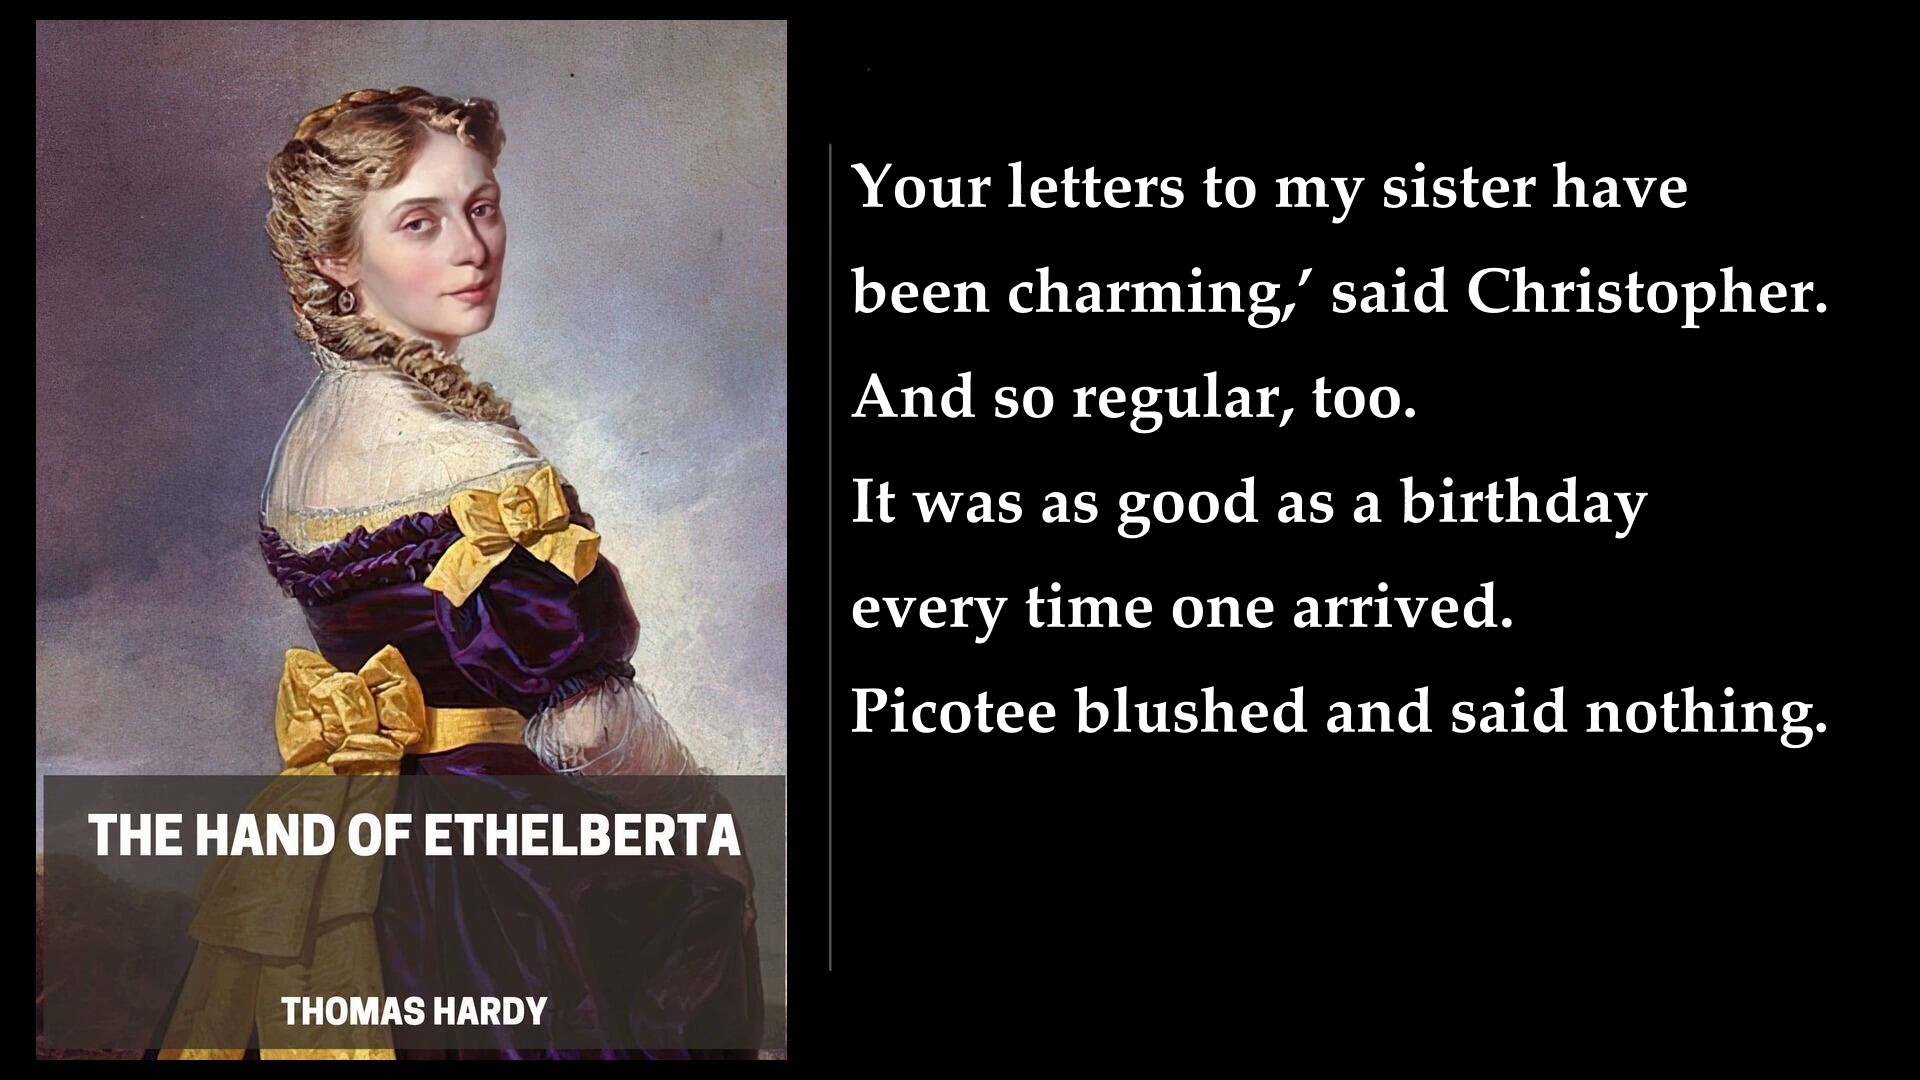 THE HAND OF ETHELBERTA
THOMAS HARDY
Your letters to my sister have
been charming,’ said Christopher.
And so regular, too.
It was as good as a birthday
every time one arrived.
Picotee blushed and said nothing.